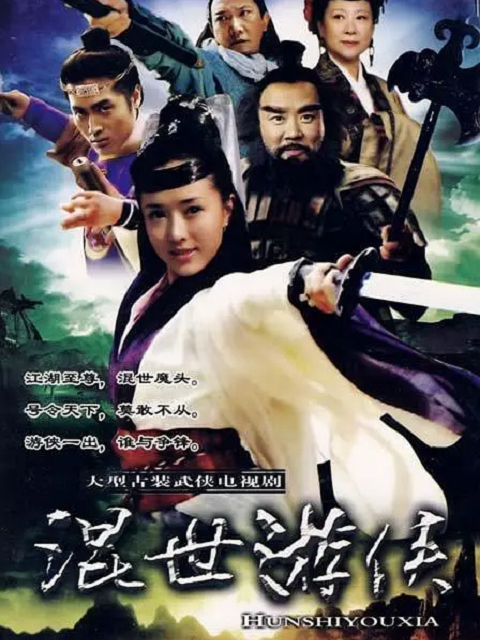 江湖至尊，混世魔头。
号令天下，莫敢不从。
游侠一出，谁与争锋。
大型古装武侠电视剧
混世游侠
HUNSHIYOUXIA